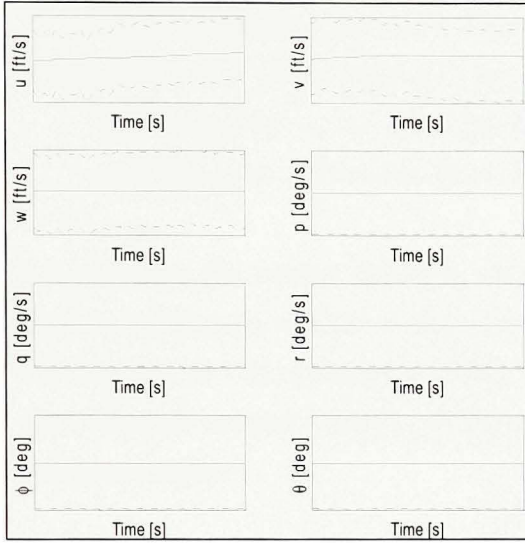 u [ft/s]
Time [s]
v [ft/s]
Time [s]
w [ft/s]
Time [s]
p [deg/s]
Time [s]
q [deg/s]
Time [s]
r [deg/s]
Time [s]
ϕ [deg]
Time [s]
θ [deg]
Time [s]